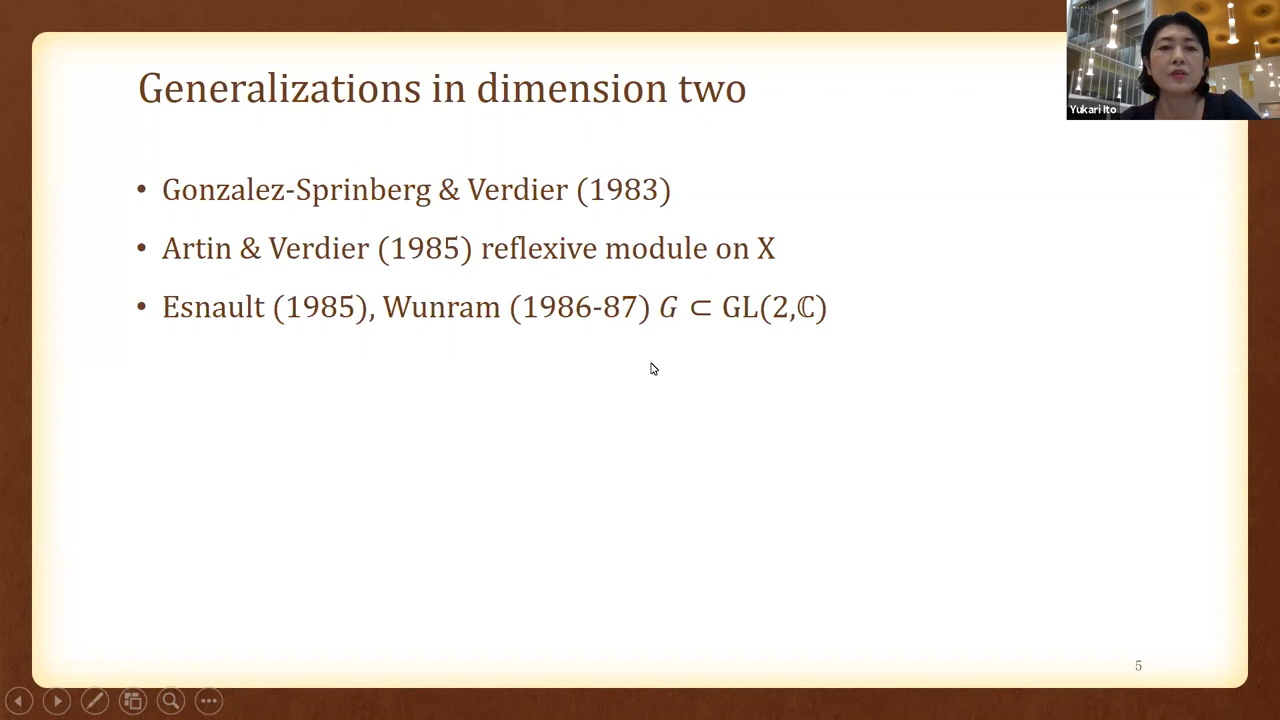 Generalizations in dimension two
Yukari Ito
• Gonzalez-Sprinberg & Verdier (1983)
• Artin & Verdier (1985) reflexive module on X
• Esnault (1985), Wunram (1986-87) G ⊂ GL(2,ℂ)
5